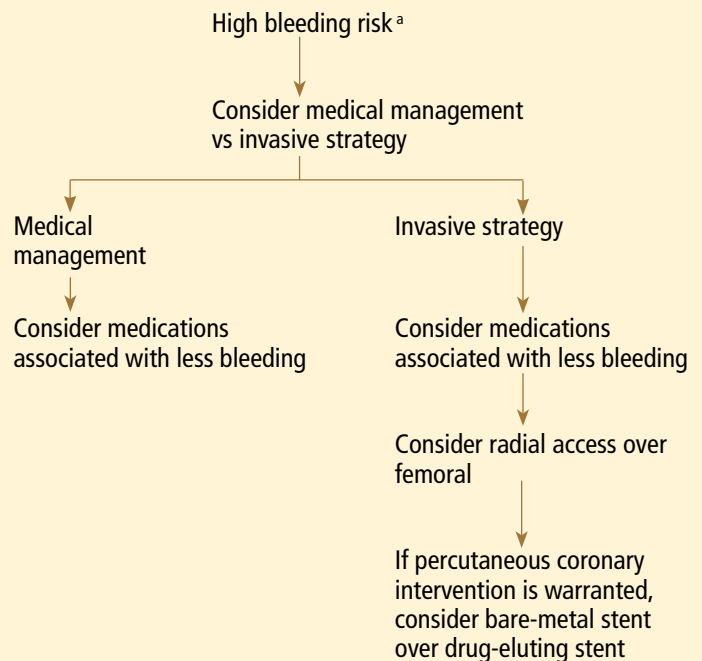 High bleeding risk a
Consider medical management
vs invasive strategy
Medical
management
Consider medications
associated with less bleeding
Invasive strategy
Consider medications
associated with less bleeding
Consider radial access over
femoral
If percutaneous coronary
intervention is warranted,
consider bare-metal stent
over drug-eluting stent